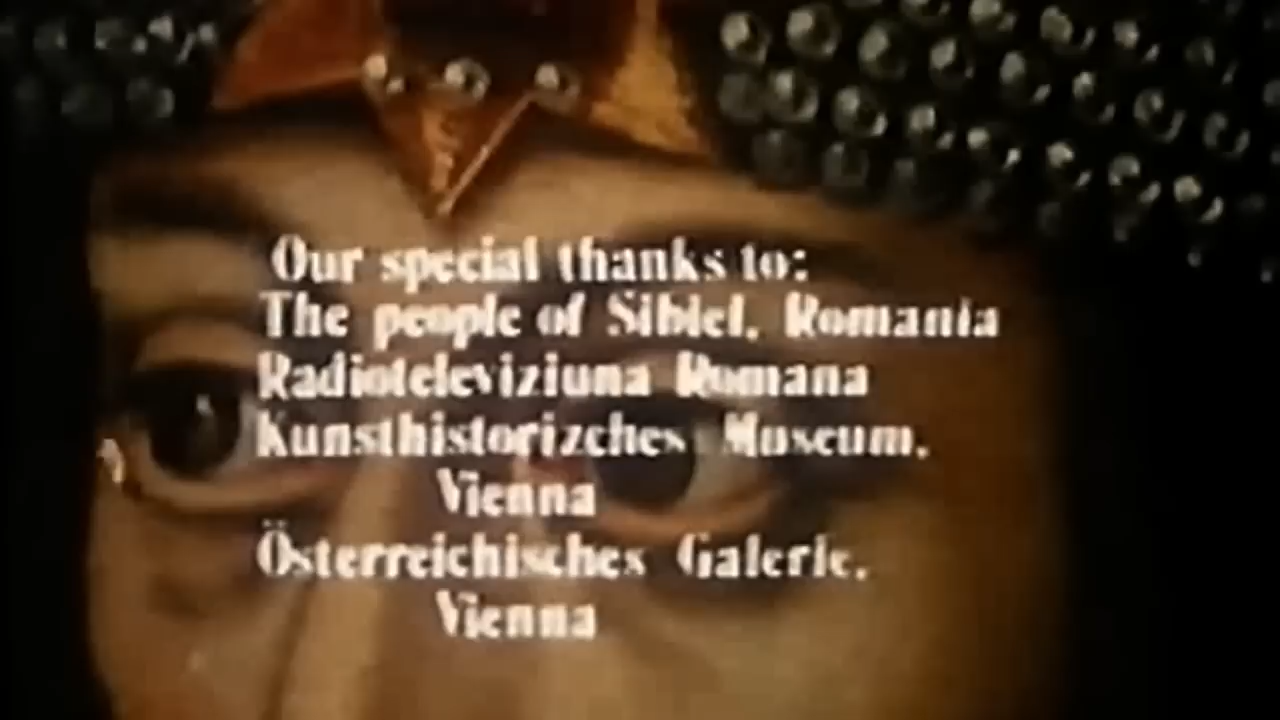 Our special thanks to:
The people of Sibiel, Romania
Radioteleviziuna Romana
Kunsthistorizches Museum,
Vienna
Österreichisches Galerie,
Vienna